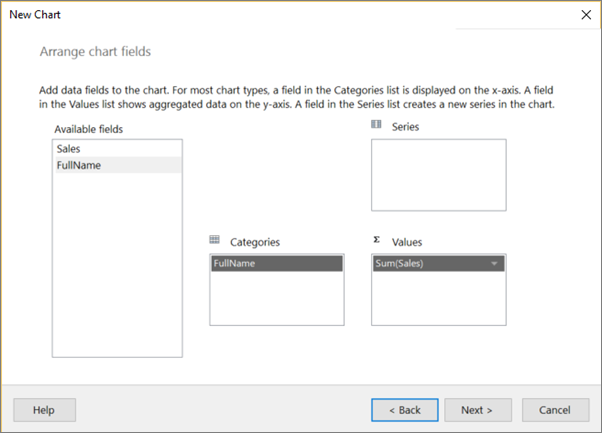 New Chart
Arrange chart fields
Add data fields to the chart. For most chart types, a field in the Categories list is displayed on the x-axis. A field
in the Values list shows aggregated data on the y-axis. A field in the Series list creates a new series in the chart.
Available fields
Sales
FullName
Series
Categories
FullName
Σ Values
Sum(Sales)
Help
< Back
Next >
Cancel